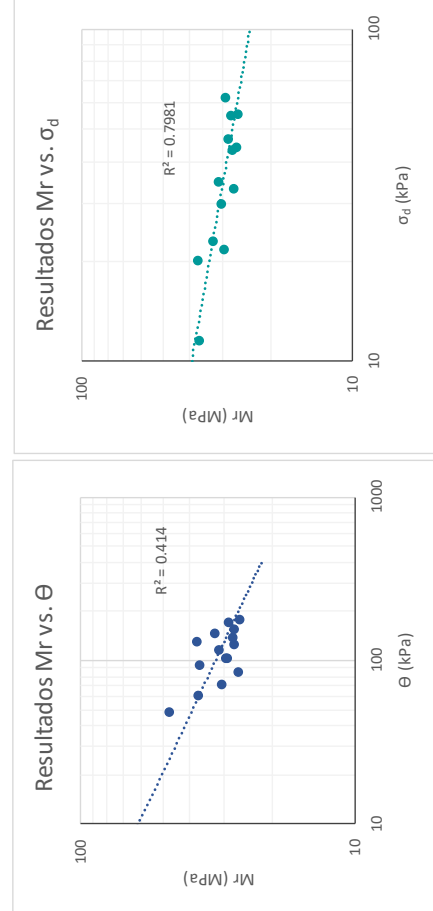 Resultados Mr vs. Θ
100
10
Mr (MPa)
R² = 0.414
10
100
1000
Θ (kPa)
Resultados Mr vs. σd
100
10
Mr (MPa)
R² = 0.7981
10
100
σd (kPa)